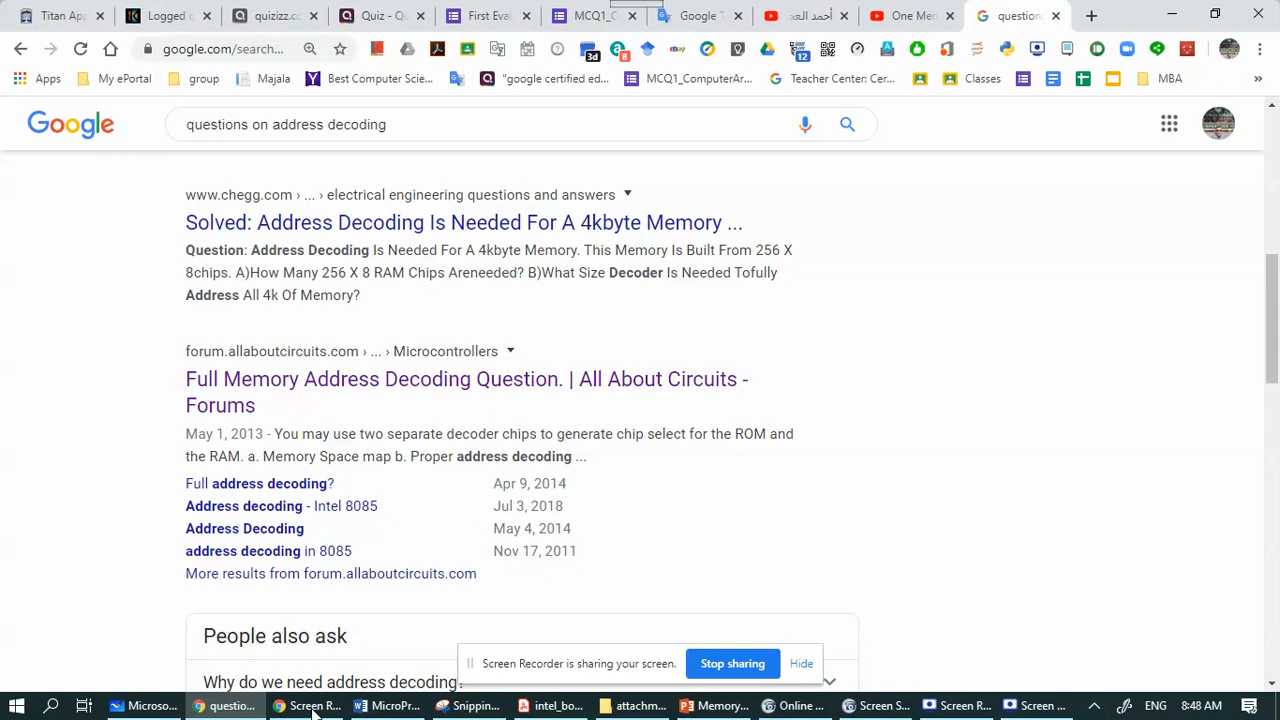 Titan App
Logged
quizizz.co
Quiz - Qu
First Eval
MCQ1_C
Google T
أحمد العد
One Mem
question
google.com/search...
3d
8
12
Apps
My ePortal
group
Majala
Best Computer Scie...
"google certified ed...
MCQ1_ComputerAr...
Teacher Center: Cer...
Classes
MBA
»
Google
questions on address decoding
www.chegg.com › ... › electrical engineering questions and answers
Solved: Address Decoding Is Needed For A 4kbyte Memory ...
Question: Address Decoding Is Needed For A 4kbyte Memory. This Memory Is Built From 256 X
8chips. A)How Many 256 X 8 RAM Chips Areneeded? B)What Size Decoder Is Needed Tofully
Address All 4k Of Memory?
forum.allaboutcircuits.com › ... › Microcontrollers
Full Memory Address Decoding Question. | All About Circuits -
Forums
May 1, 2013 - You may use two separate decoder chips to generate chip select for the ROM and
the RAM. a. Memory Space map b. Proper address decoding ...
Full address decoding? Apr 9, 2014
Address decoding - Intel 8085 Jul 3, 2018
Address Decoding May 4, 2014
address decoding in 8085 Nov 17, 2011
More results from forum.allaboutcircuits.com
People also ask
Why do we need address decoding?
Screen Recorder is sharing your screen. Stop sharing Hide
Microso...
questio...
Screen R...
MicroPr...
Snippin...
intel_bo...
attachm...
Memory...
Online ...
Screen S...
Screen R...
Screen ...
8:48 AM